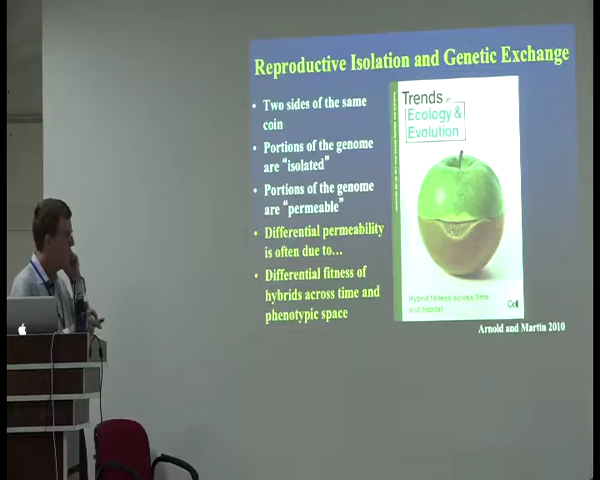 Reproductive Isolation and Genetic Exchange
• Two sides of the same
coin
• Portions of the genome
are “isolated”
• Portions of the genome
are “permeable”
• Differential permeability
is often due to…
• Differential fitness of
hybrids across time and
phenotypic space
Trends in
Ecology &
Evolution
Hybrid fitness across time
and habitat
Cell
Arnold and Martin 2010